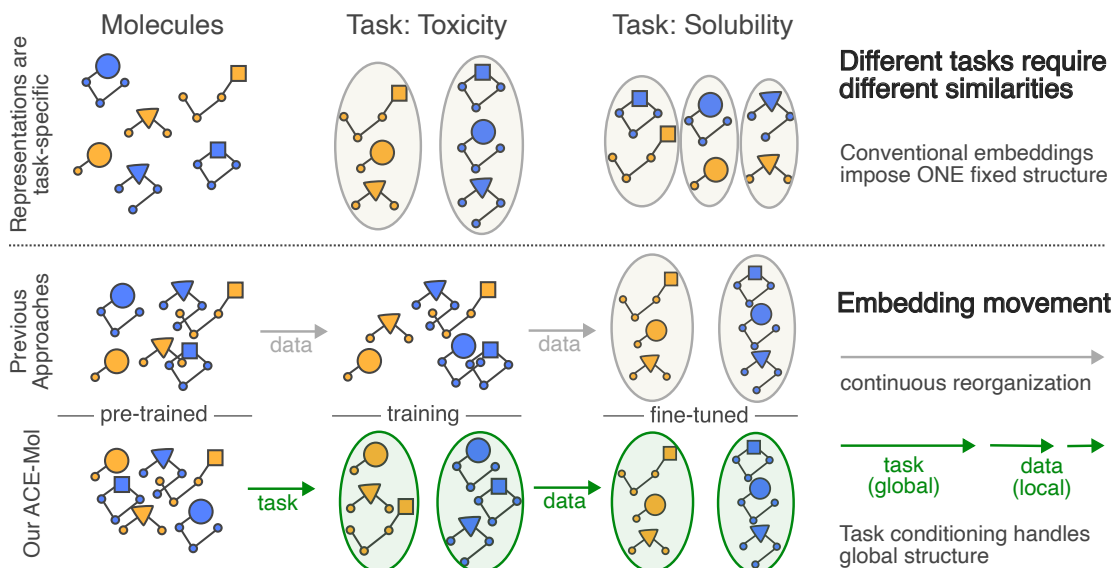 Molecules
Task: Toxicity
Task: Solubility
Representations are
task-specific
Different tasks require
different similarities
Conventional embeddings
impose ONE fixed structure
Previous
Approaches
data
data
Embedding movement
continuous reorganization
pre-trained
training
fine-tuned
Our ACE-Mol
task
data
task
(global)
data
(local)
Task conditioning handles
global structure